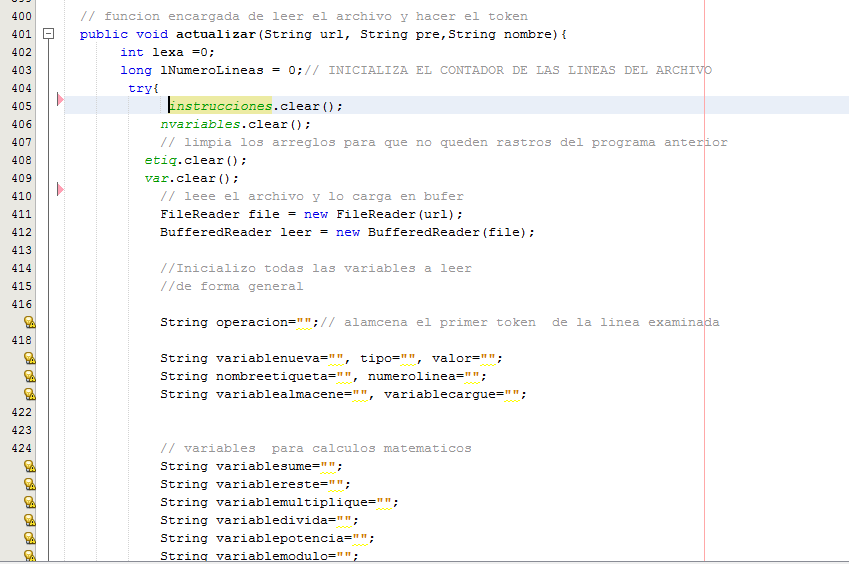 400 // funcion encargada de leer el archivo y hacer el token
401 public void actualizar(String url, String pre,String nombre){
402 int lexa =0;
403 long lNumeroLineas = 0;// INICIALIZA EL CONTADOR DE LAS LINEAS DEL ARCHIVO
404 try{
405 instrucciones.clear();
406 nvariables.clear();
407 // limpia los arreglos para que no queden rastros del programa anterior
408 etiq.clear();
409 var.clear();
410 // leee el archivo y lo carga en bufer
411 FileReader file = new FileReader(url);
412 BufferedReader leer = new BufferedReader(file);
413
414 //Inicializo todas las variables a leer
415 //de forma general
416
String operacion="";// alamcena el primer token  de la linea examinada
418
String variablenueva="", tipo="", valor="";
String nombreetiqueta="", numerolinea="";
String variablealmacene="", variablecargue="";
422
423
424 // variables  para calculos matematicos
String variablesume="";
String variablereste="";
String variablemultiplique="";
String variabledivida="";
String variablepotencia="";
String variablemodulo="";